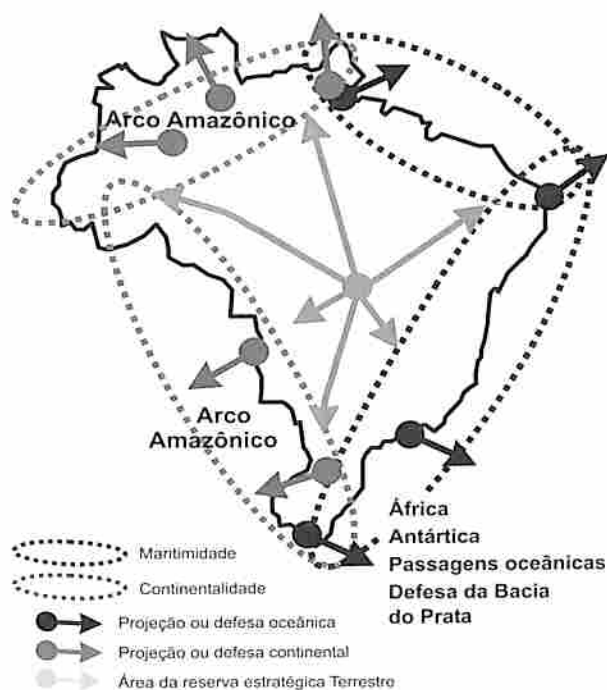 Arco Amazônico
Arco
Amazônico
África
Antártica
Passagens oceânicas
Defesa da Bacia
do Prata
Maritimidade
Continentalidade
Projeção ou defesa oceânica
Projeção ou defesa continental
Área da reserva estratégica Terrestre